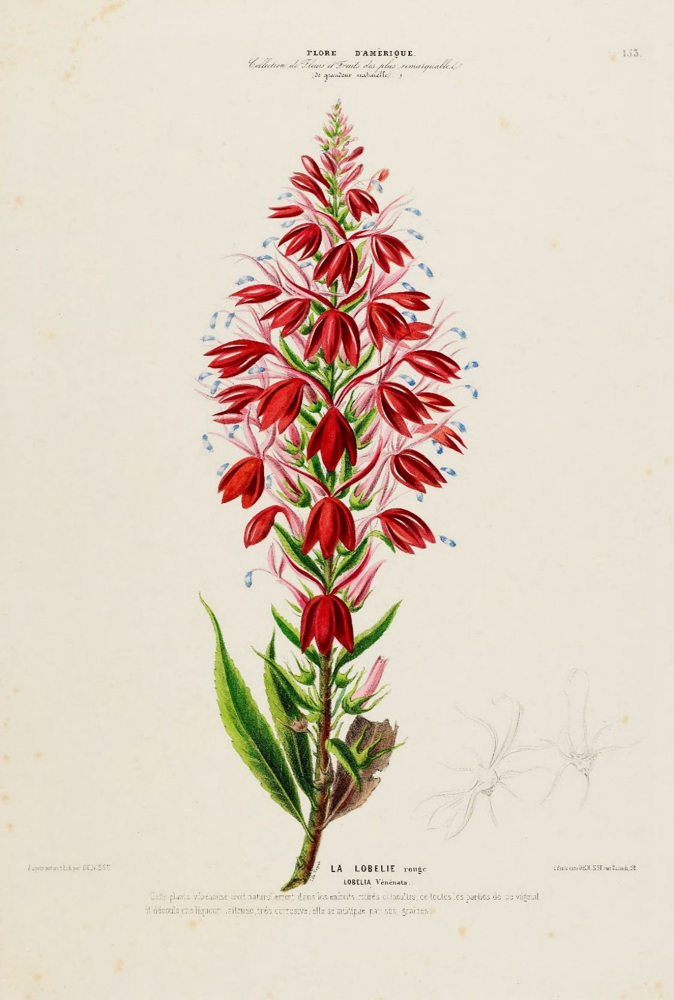 FLORE D'AMÉRIQUE.
153.
Collection de Fleurs et Fruits des plus remarquables
(de grandeur naturelle.)
d'après nature & lith. par DENISSE
LA LOBELIE rouge
à Paris chez DENISSE rue
LOBELIA Vénénata.
Cette plante vénéneuse croit naturellement dans les endroits retirés et incultes, de toutes les parties de ce végétal
il découle une liqueur laiteuse, très corrosive; elle se multiplie par ses graines.